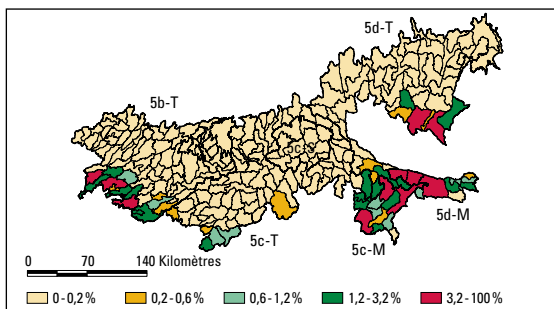 5d-T
5b-T
5d-M
5c-T
5c-M
0 70 140 Kilomètres
0-0,2% 0,2-0,6% 0,6-1,2% 1,2-3,2% 3,2-100%